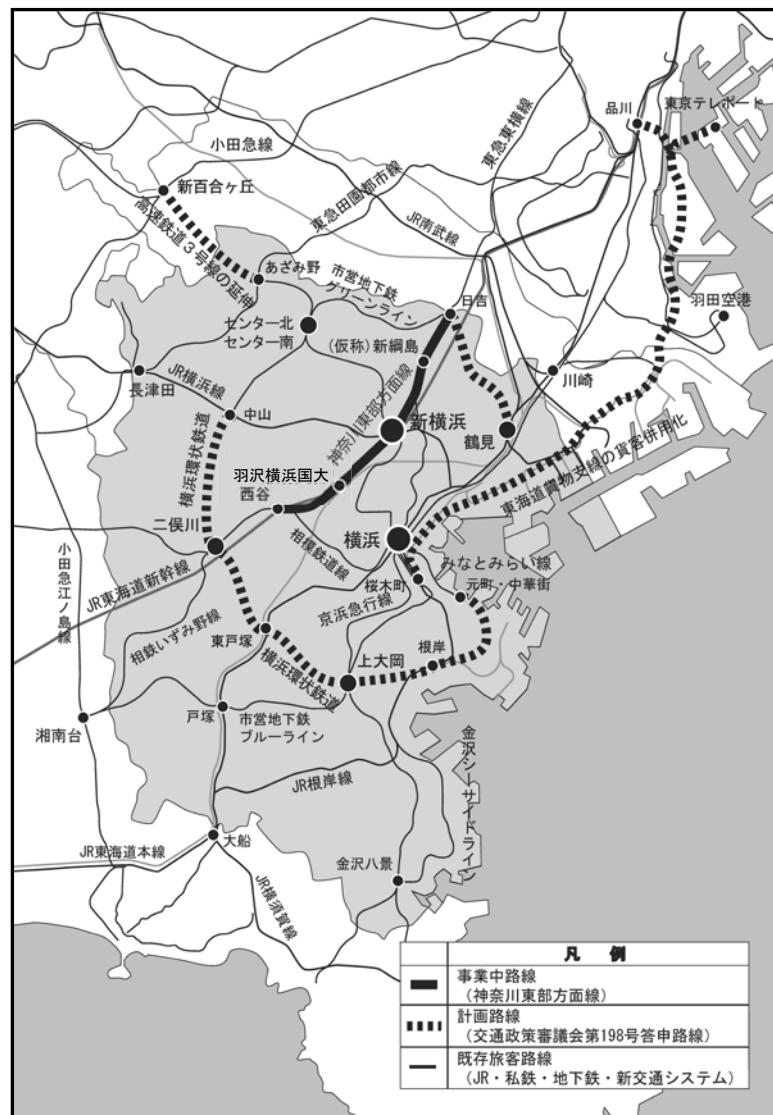 品川
東京テレポート
小田急線
東急東横線
新百合ヶ丘
東急田園都市線
JR南武線
高速鉄道3号線の延伸
あざみ野
市営地下鉄
グリーンライン
日吉
羽田空港
センター北
センター南
(仮称)新綱島
川崎
長津田
JR横浜線
中山
神奈川東部方面線
新横浜
鶴見
横浜環状鉄道
羽沢横浜国大
西谷
東海道貨物支線の貨客併用化
二俣川
横浜
相模鉄道線
みなとみらい線
元町・中華街
桜木町
小田急江ノ島線
JR東海道新幹線
京浜急行線
相鉄いずみ野線
東戸塚
横浜環状鉄道
上大岡
根岸
戸塚
市営地下鉄
ブルーライン
湘南台
金沢シーサイドライン
JR根岸線
大船
JR東海道本線
金沢八景
JR横須賀線
凡 例
事業中路線
(神奈川東部方面線)
計画路線
(交通政策審議会第198号答申路線)
既存旅客路線
(JR・私鉄・地下鉄・新交通システム)